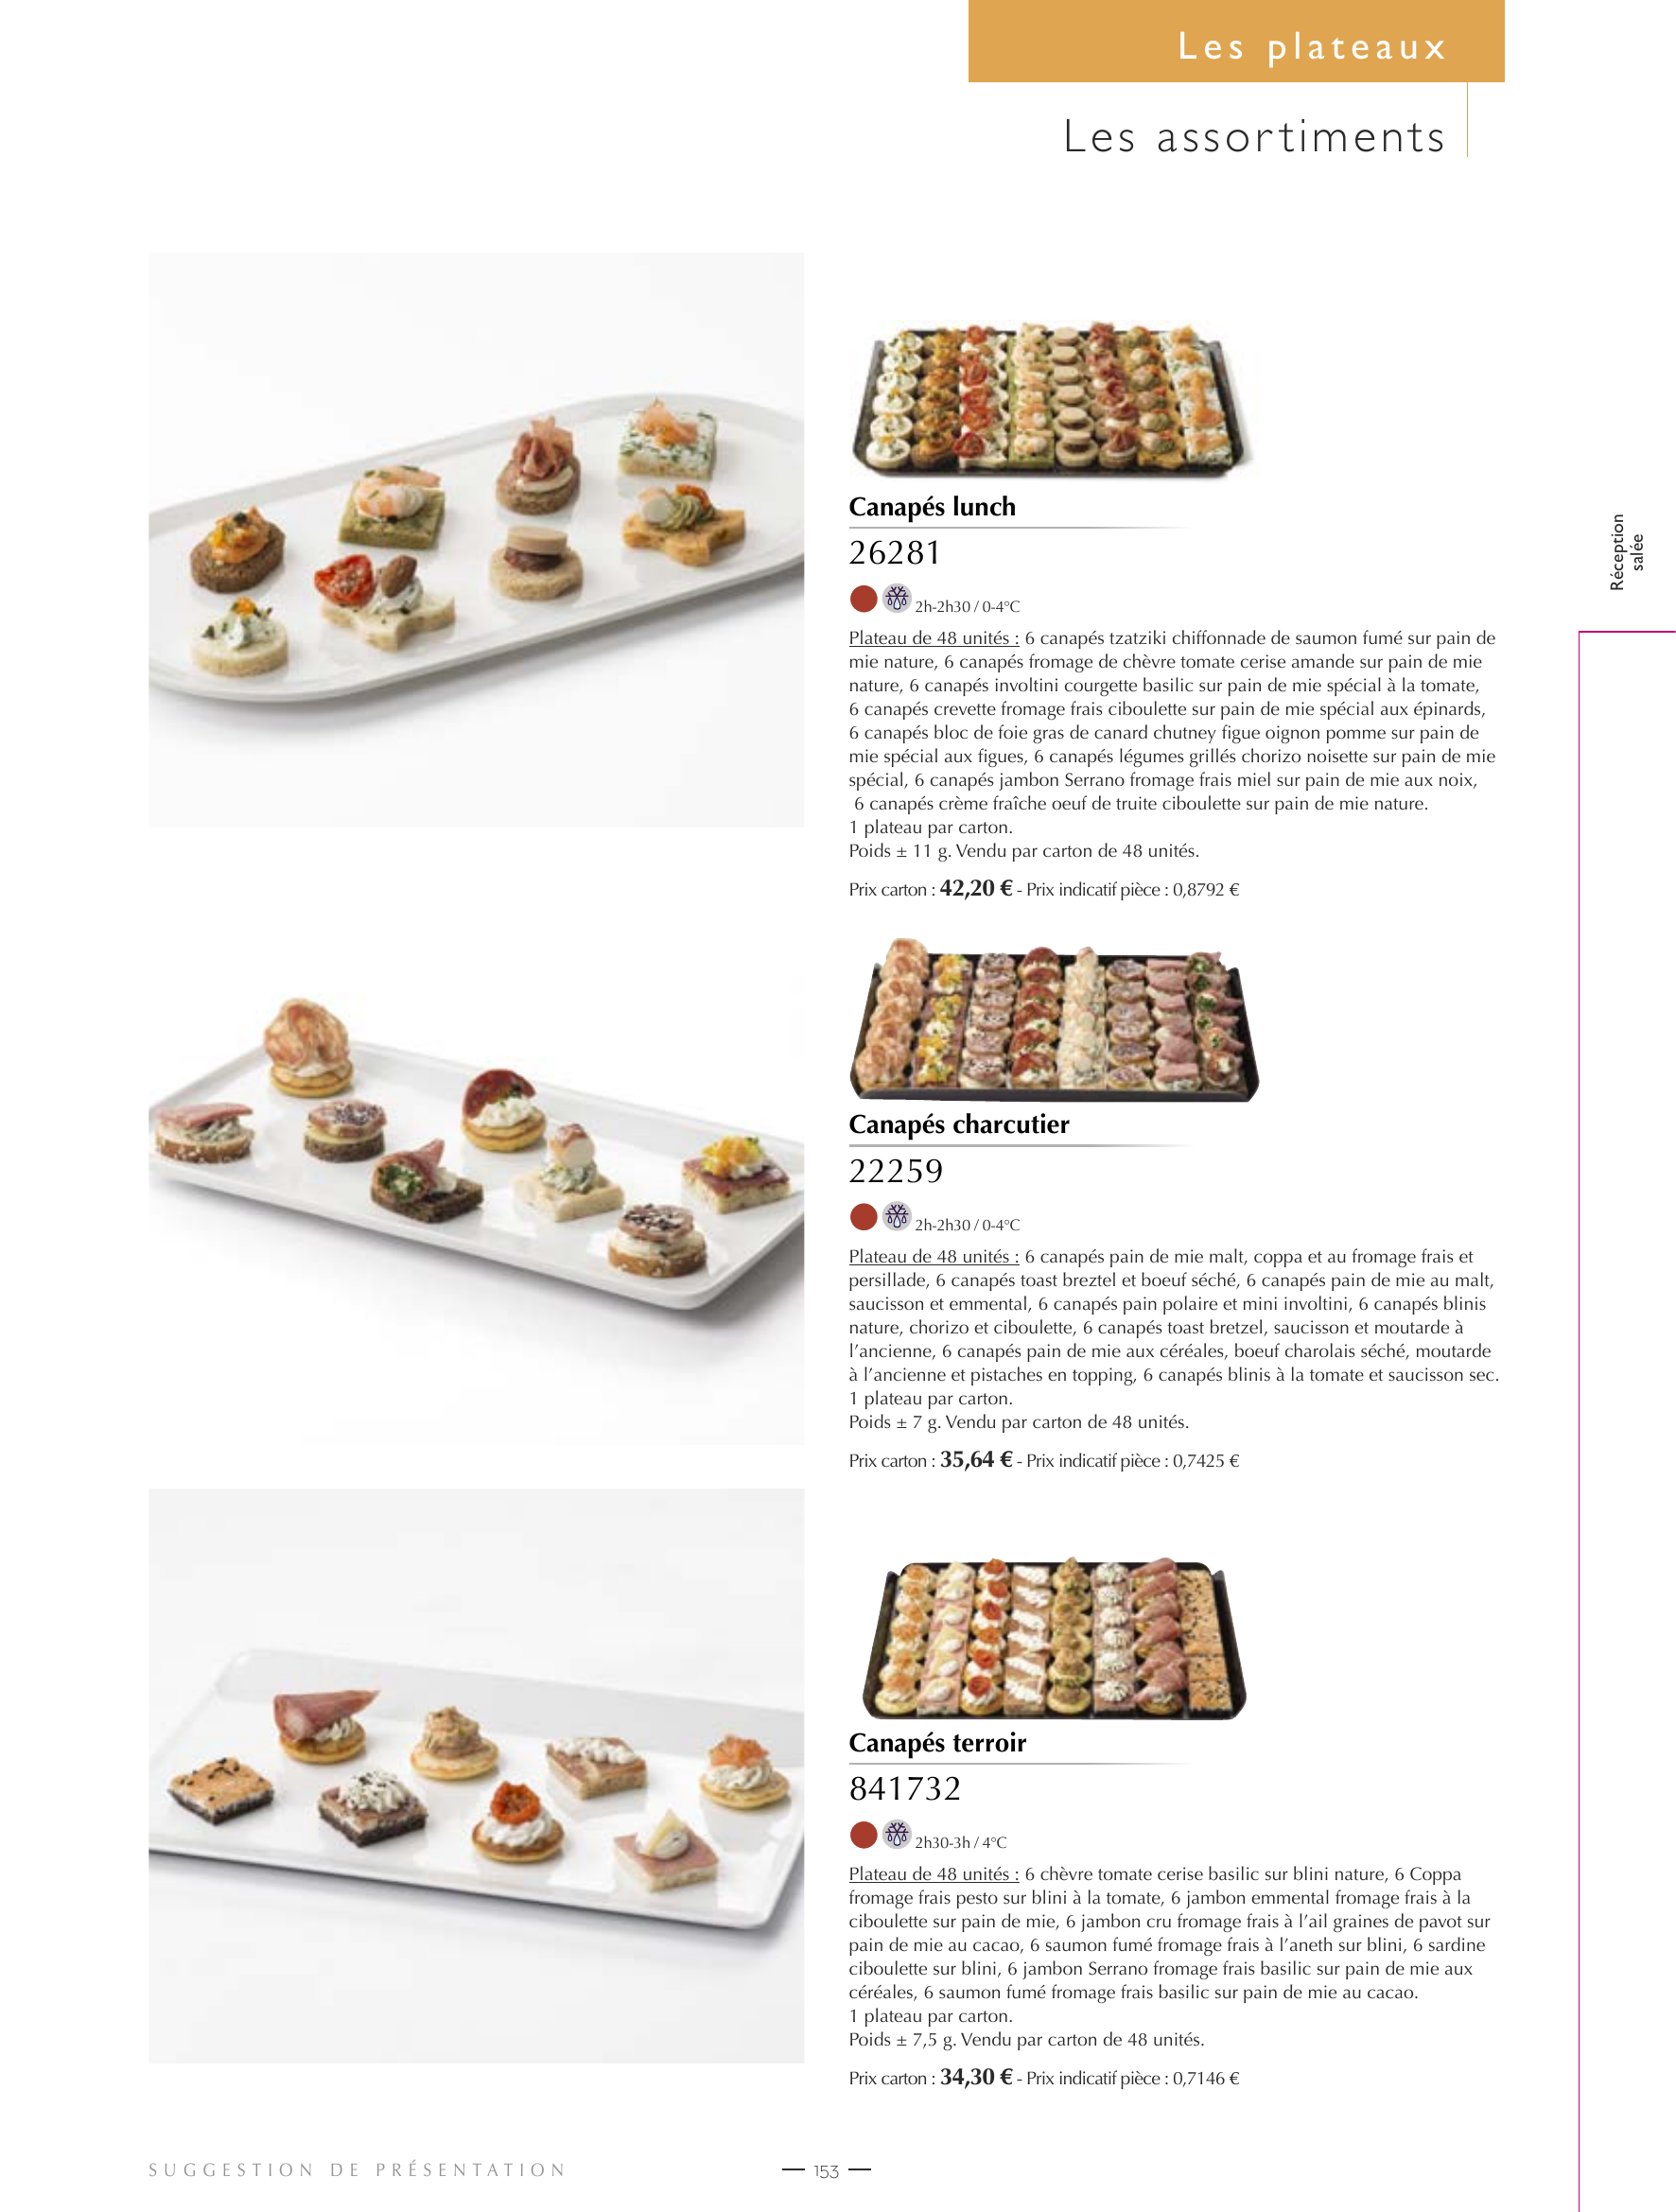 Les plateaux
Les assortiments
Réception
salée
Canapés lunch
26281
2h-2h30 / 0-4°C
Plateau de 48 unités : 6 canapés tzatziki chiffonnade de saumon fumé sur pain de
mie nature, 6 canapés fromage de chèvre tomate cerise amande sur pain de mie
nature, 6 canapés involtini courgette basilic sur pain de mie spécial à la tomate,
6 canapés crevette fromage frais ciboulette sur pain de mie spécial aux épinards,
6 canapés bloc de foie gras de canard chutney figue oignon pomme sur pain de
mie spécial aux figues, 6 canapés légumes grillés chorizo noisette sur pain de mie
spécial, 6 canapés jambon Serrano fromage frais miel sur pain de mie aux noix,
6 canapés crème fraîche oeuf de truite ciboulette sur pain de mie nature.
1 plateau par carton.
Poids ± 11 g. Vendu par carton de 48 unités.
Prix carton : 42,20 € - Prix indicatif pièce : 0,8792 €
Canapés charcutier
22259
2h-2h30 / 0-4°C
Plateau de 48 unités : 6 canapés pain de mie malt, coppa et au fromage frais et
persillade, 6 canapés toast breztel et boeuf séché, 6 canapés pain de mie au malt,
saucisson et emmental, 6 canapés pain polaire et mini involtini, 6 canapés blinis
nature, chorizo et ciboulette, 6 canapés toast bretzel, saucisson et moutarde à
l'ancienne, 6 canapés pain de mie aux céréales, boeuf charolais séché, moutarde
à l'ancienne et pistaches en topping, 6 canapés blinis à la tomate et saucisson sec.
1 plateau par carton.
Poids ± 7 g. Vendu par carton de 48 unités.
Prix carton : 35,64 € - Prix indicatif pièce : 0,7425 €
Canapés terroir
841732
2h30-3h / 4°C
Plateau de 48 unités : 6 chèvre tomate cerise basilic sur blini nature, 6 Coppa
fromage frais pesto sur blini à la tomate, 6 jambon emmental fromage frais à la
ciboulette sur pain de mie, 6 jambon cru fromage frais à l'ail graines de pavot sur
pain de mie au cacao, 6 saumon fumé fromage frais à l'aneth sur blini, 6 sardine
ciboulette sur blini, 6 jambon Serrano fromage frais basilic sur pain de mie aux
céréales, 6 saumon fumé fromage frais basilic sur pain de mie au cacao.
1 plateau par carton.
Poids ± 7,5 g. Vendu par carton de 48 unités.
Prix carton : 34,30 € - Prix indicatif pièce : 0,7146 €
SUGGESTION DE PRÉSENTATION
153